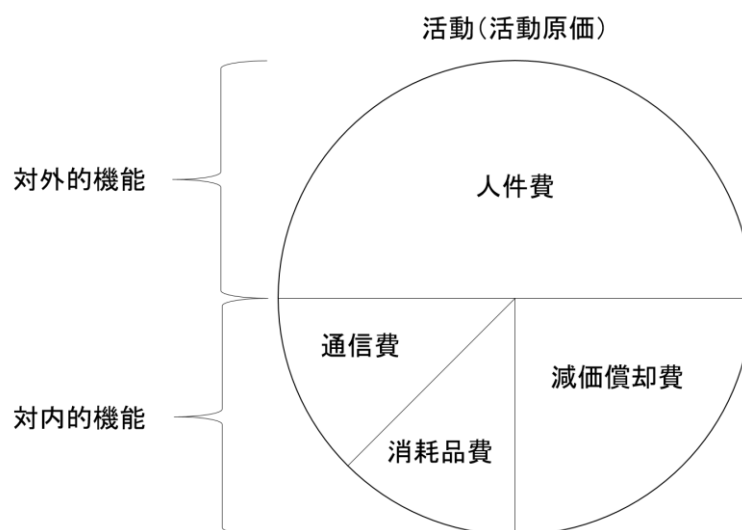 活動(活動原価)
対外的機能
人件費
通信費
減価償却費
対内的機能
消耗品費